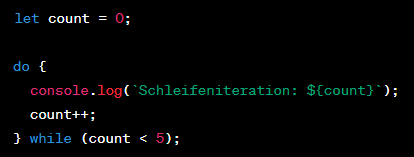 let count = 0;
do {
  console.log(`Schleifeniteration: ${count}`);
  count++;
} while (count < 5);